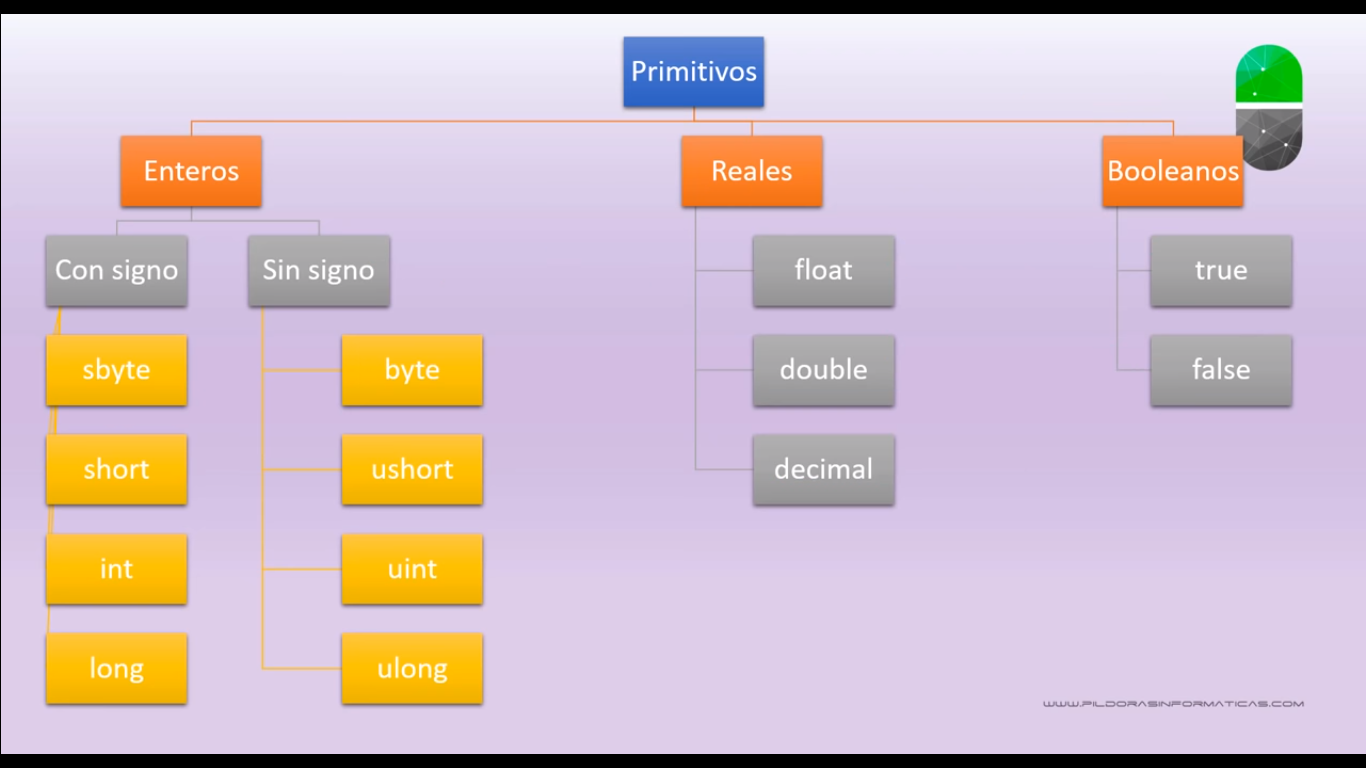 Primitivos
Enteros
Reales
Booleanos
Con signo
Sin signo
float
true
sbyte
byte
double
false
short
ushort
decimal
int
uint
long
ulong
WWW.PILDORASINFORMATICAS.COM